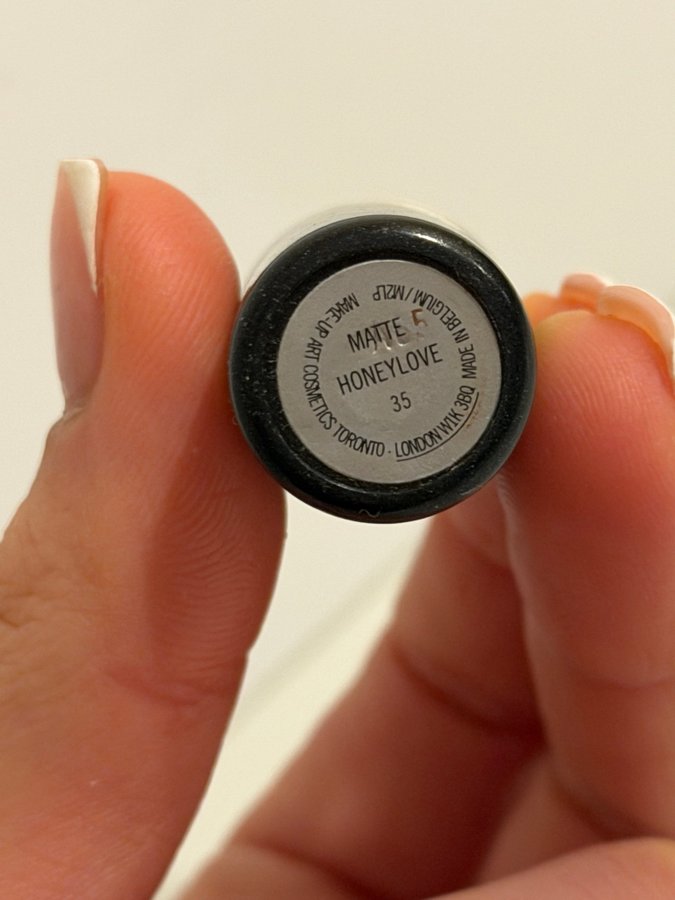 MATTE
HONEYLOVE
35
MAKE-UP ART COSMETICS TORONTO · LONDON W1K 3BQ MADE IN BELGIUM / M2LP